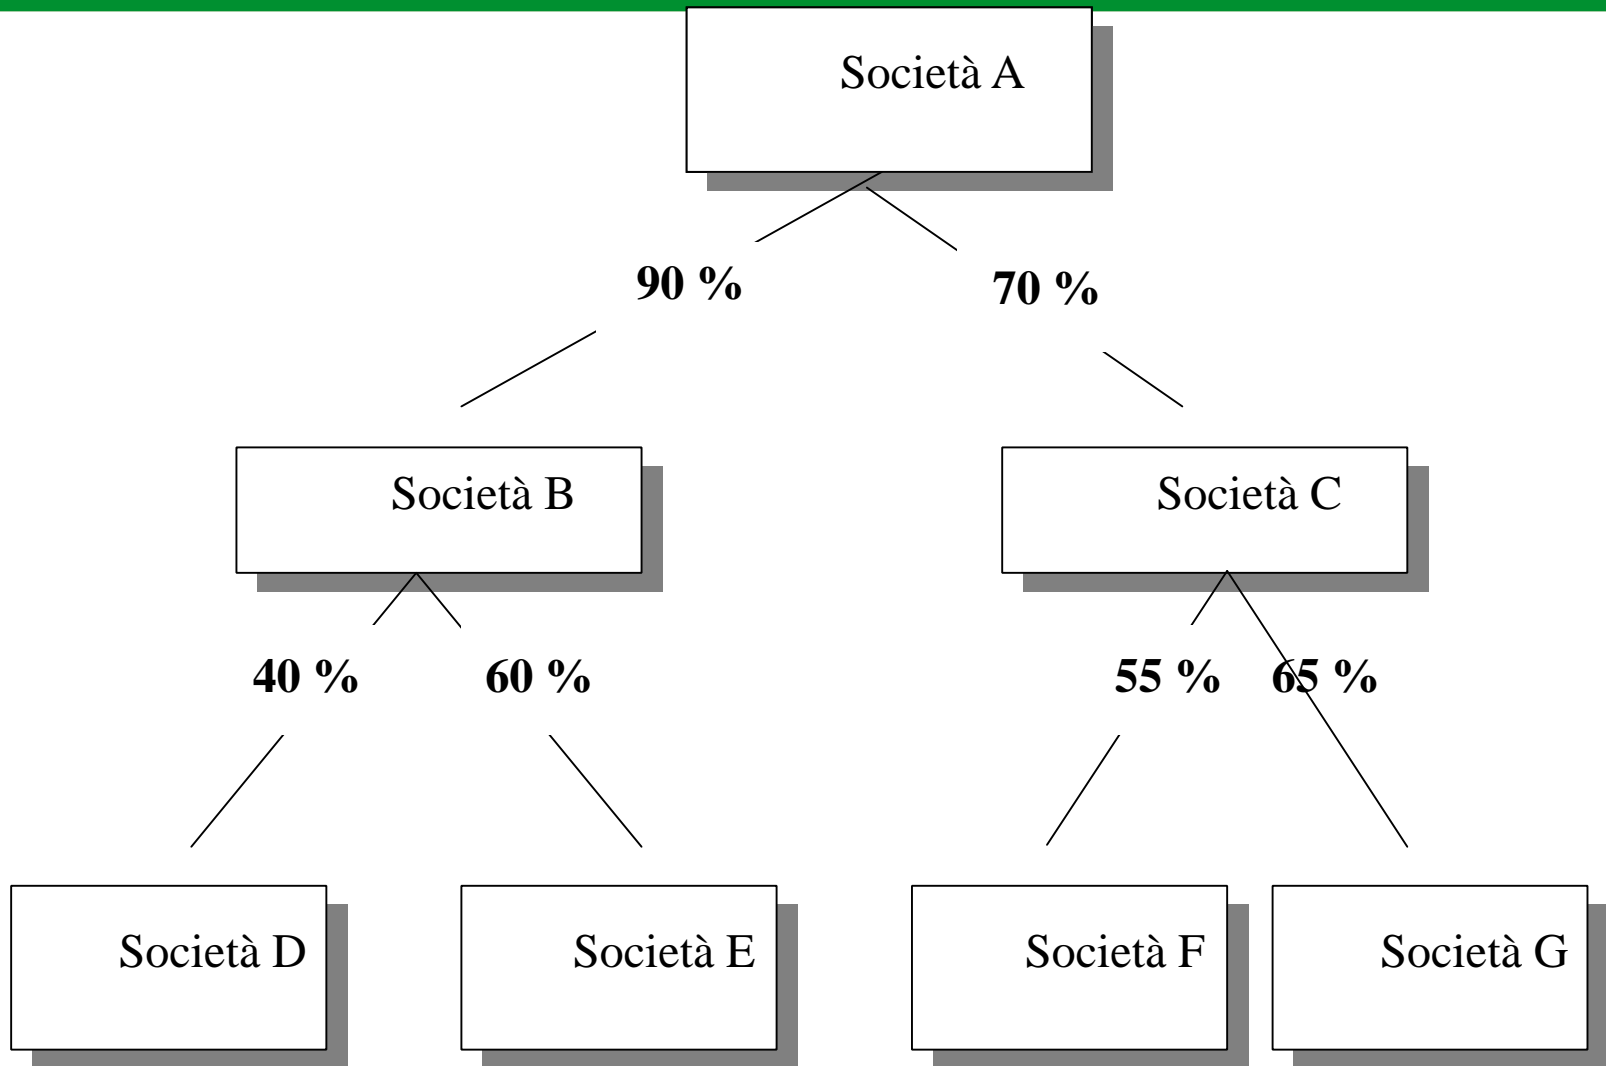 Società A
90 %
70 %
Società B
Società C
40 %
60 %
55 %
65 %
Società D
Società E
Società F
Società G